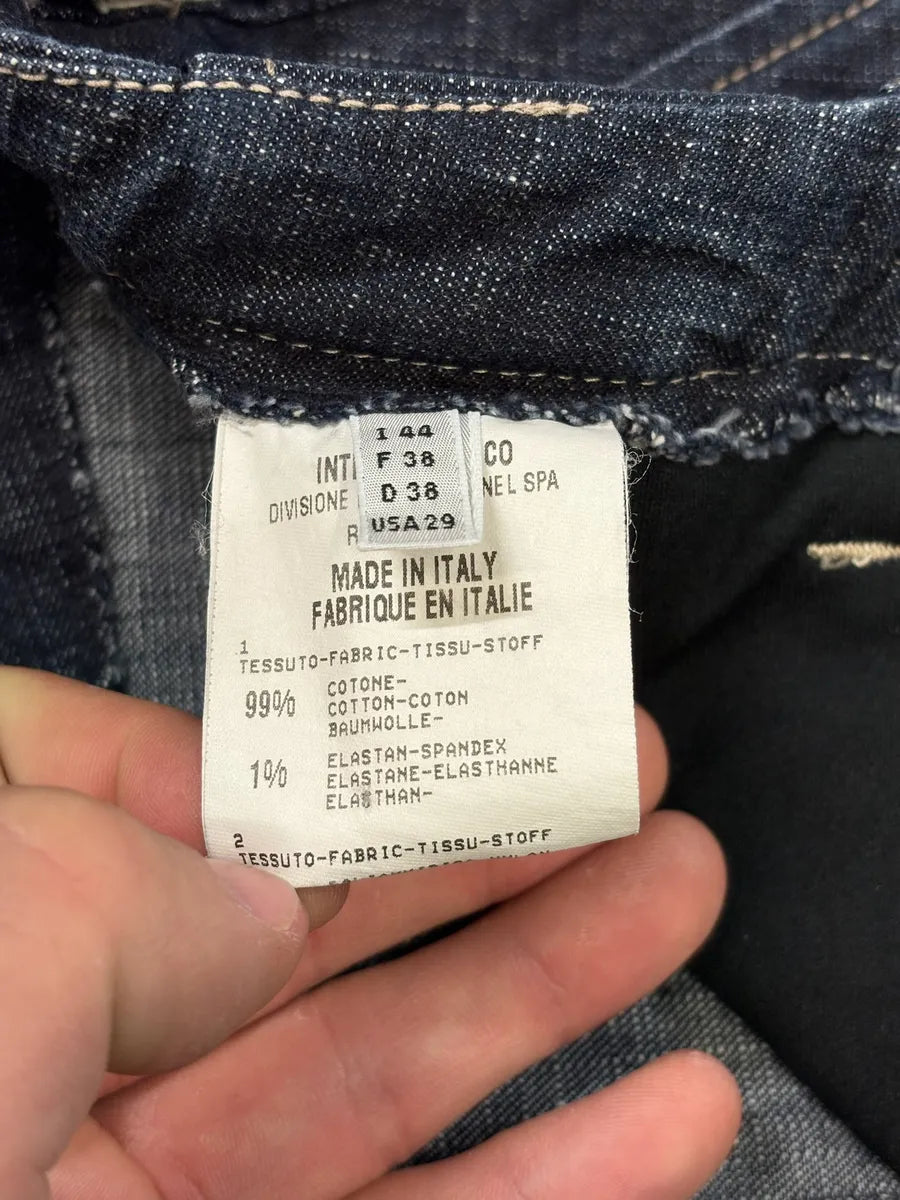 I 44
F 38
D 38
USA 29
INT CO
DIVISIONE NEL SPA
R
MADE IN ITALY
FABRIQUE EN ITALIE
1
TESSUTO-FABRIC-TISSU-STOFF
99% COTONE-
COTTON-COTON
BAUMWOLLE-
1% ELASTAN-SPANDEX
ELASTANE-ELASTHANNE
ELASTHAN-
2
TESSUTO-FABRIC-TISSU-STOFF